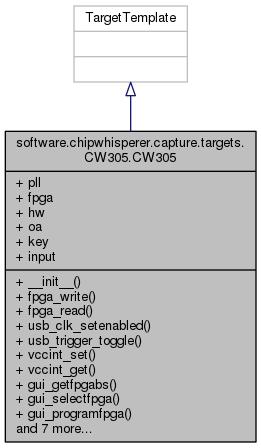 TargetTemplate
software.chipwhisperer.capture.targets.
CW305.CW305
+ pll
+ fpga
+ hw
+ oa
+ key
+ input
+ __init__()
+ fpga_write()
+ fpga_read()
+ usb_clk_setenabled()
+ usb_trigger_toggle()
+ vccint_set()
+ vccint_get()
+ gui_getfpgabs()
+ gui_selectfpga()
+ gui_programfpga()
and 7 more...